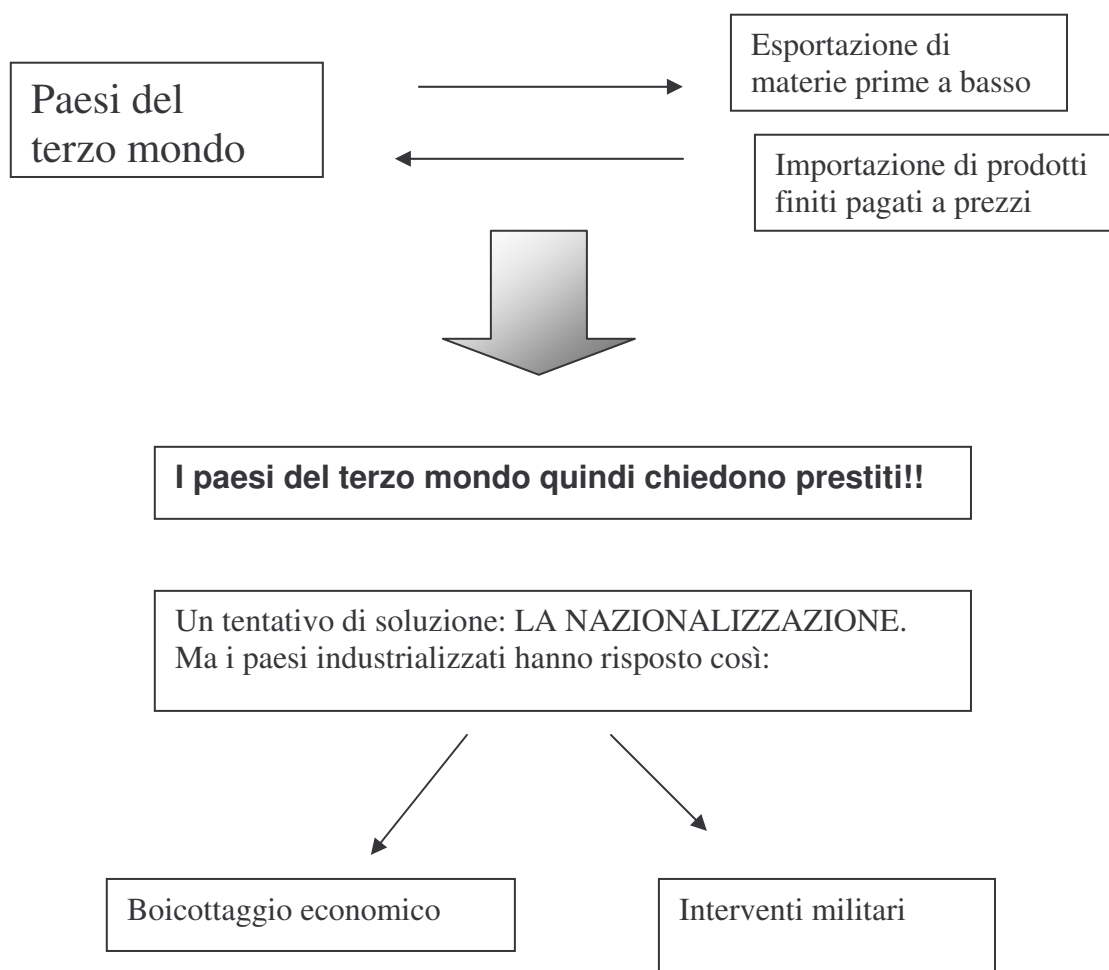 Paesi del
terzo mondo
Esportazione di
materie prime a basso
Importazione di prodotti
finiti pagati a prezzi
I paesi del terzo mondo quindi chiedono prestiti!!
Un tentativo di soluzione: LA NAZIONALIZZAZIONE.
Ma i paesi industrializzati hanno risposto così:
Boicottaggio economico
Interventi militari